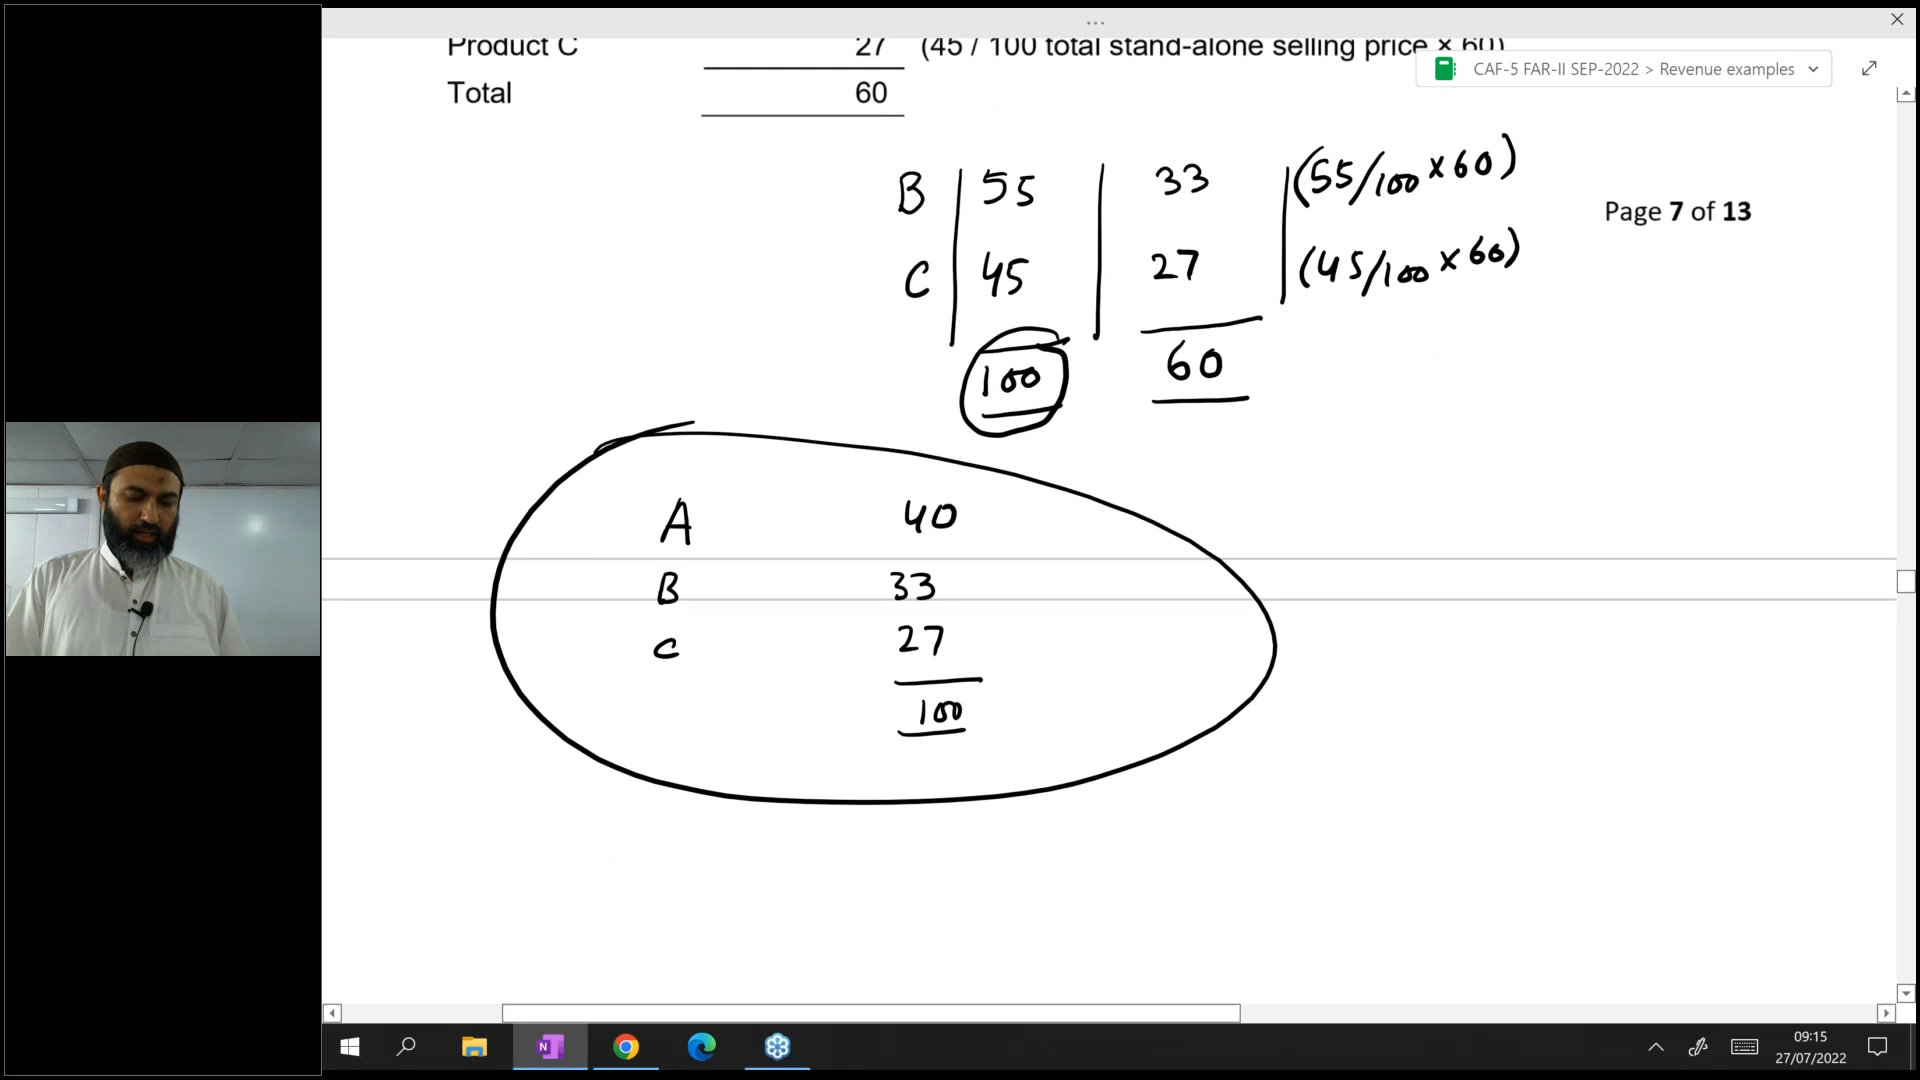 Product C 27 (45 / 100 total stand-alone selling price × 60)
CAF-5 FAR-II SEP-2022 > Revenue examples
Total 60
B 55 33 (55/100 × 60)
Page 7 of 13
C 45 27 (45/100 × 60)
100 60
A 40
B 33
C 27
100
09:15
27/07/2022